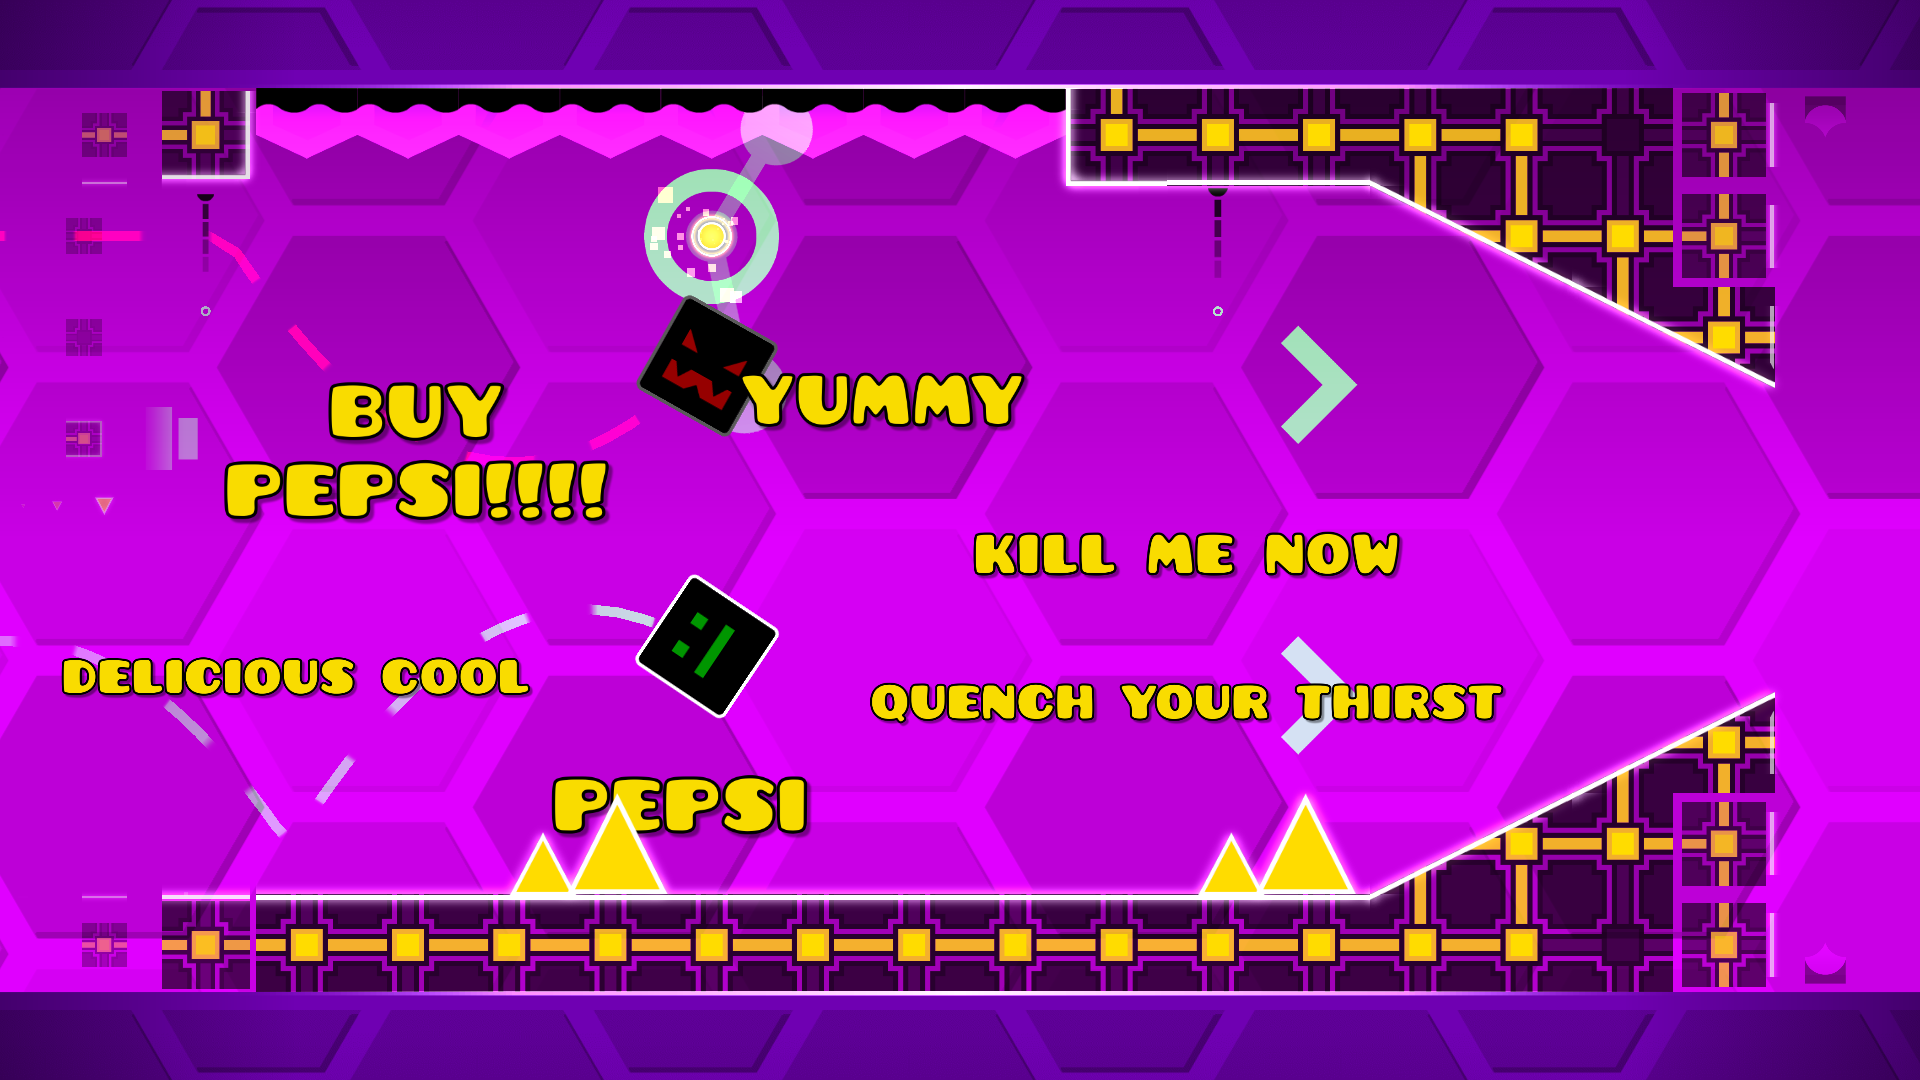 BUY
PEPSI!!!!
YUMMY
KILL ME NOW
DELICIOUS COOL
QUENCH YOUR THIRST
PEPSI